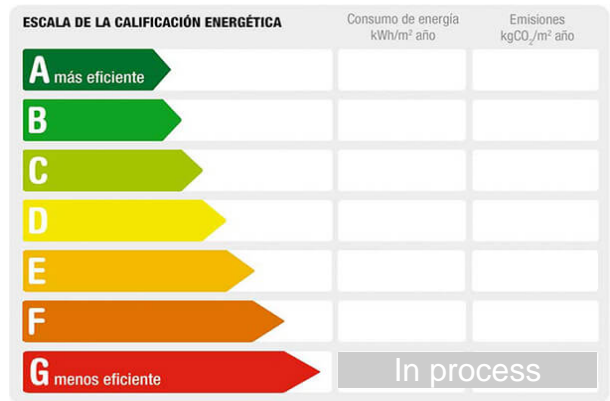 ESCALA DE LA CALIFICACIÓN ENERGÉTICA
Consumo de energía
kWh/m² año
Emisiones
kgCO₂/m² año
A más eficiente
B
C
D
E
F
G menos eficiente
In process